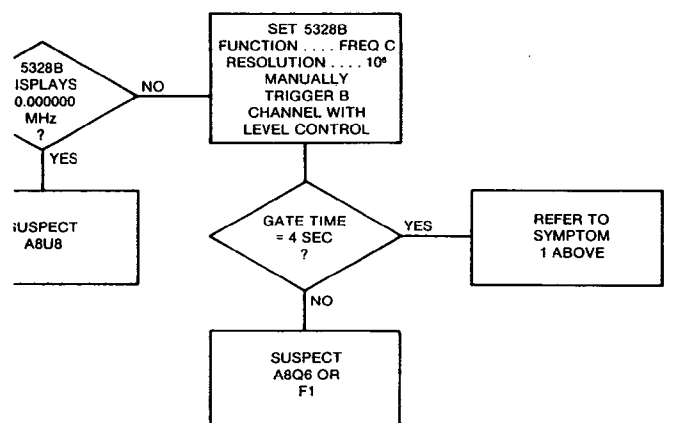 5328B
ISPLAYS
0.000000
MHz
?
NO
YES
SUSPECT
A8U8
SET 5328B
FUNCTION . . . . FREQ C
RESOLUTION . . . . 10⁶
MANUALLY
TRIGGER B
CHANNEL WITH
LEVEL CONTROL
GATE TIME
= 4 SEC
?
YES
NO
REFER TO
SYMPTOM
1 ABOVE
SUSPECT
A8Q6 OR
F1